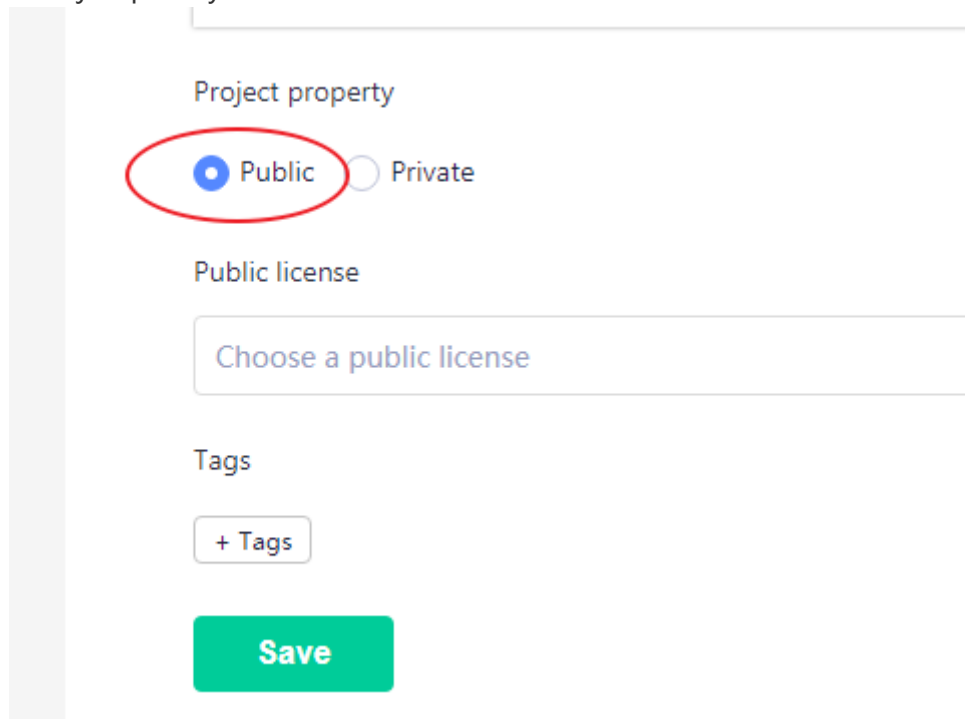 Project property
Public Private
Public license
Choose a public license
Tags
+ Tags
Save